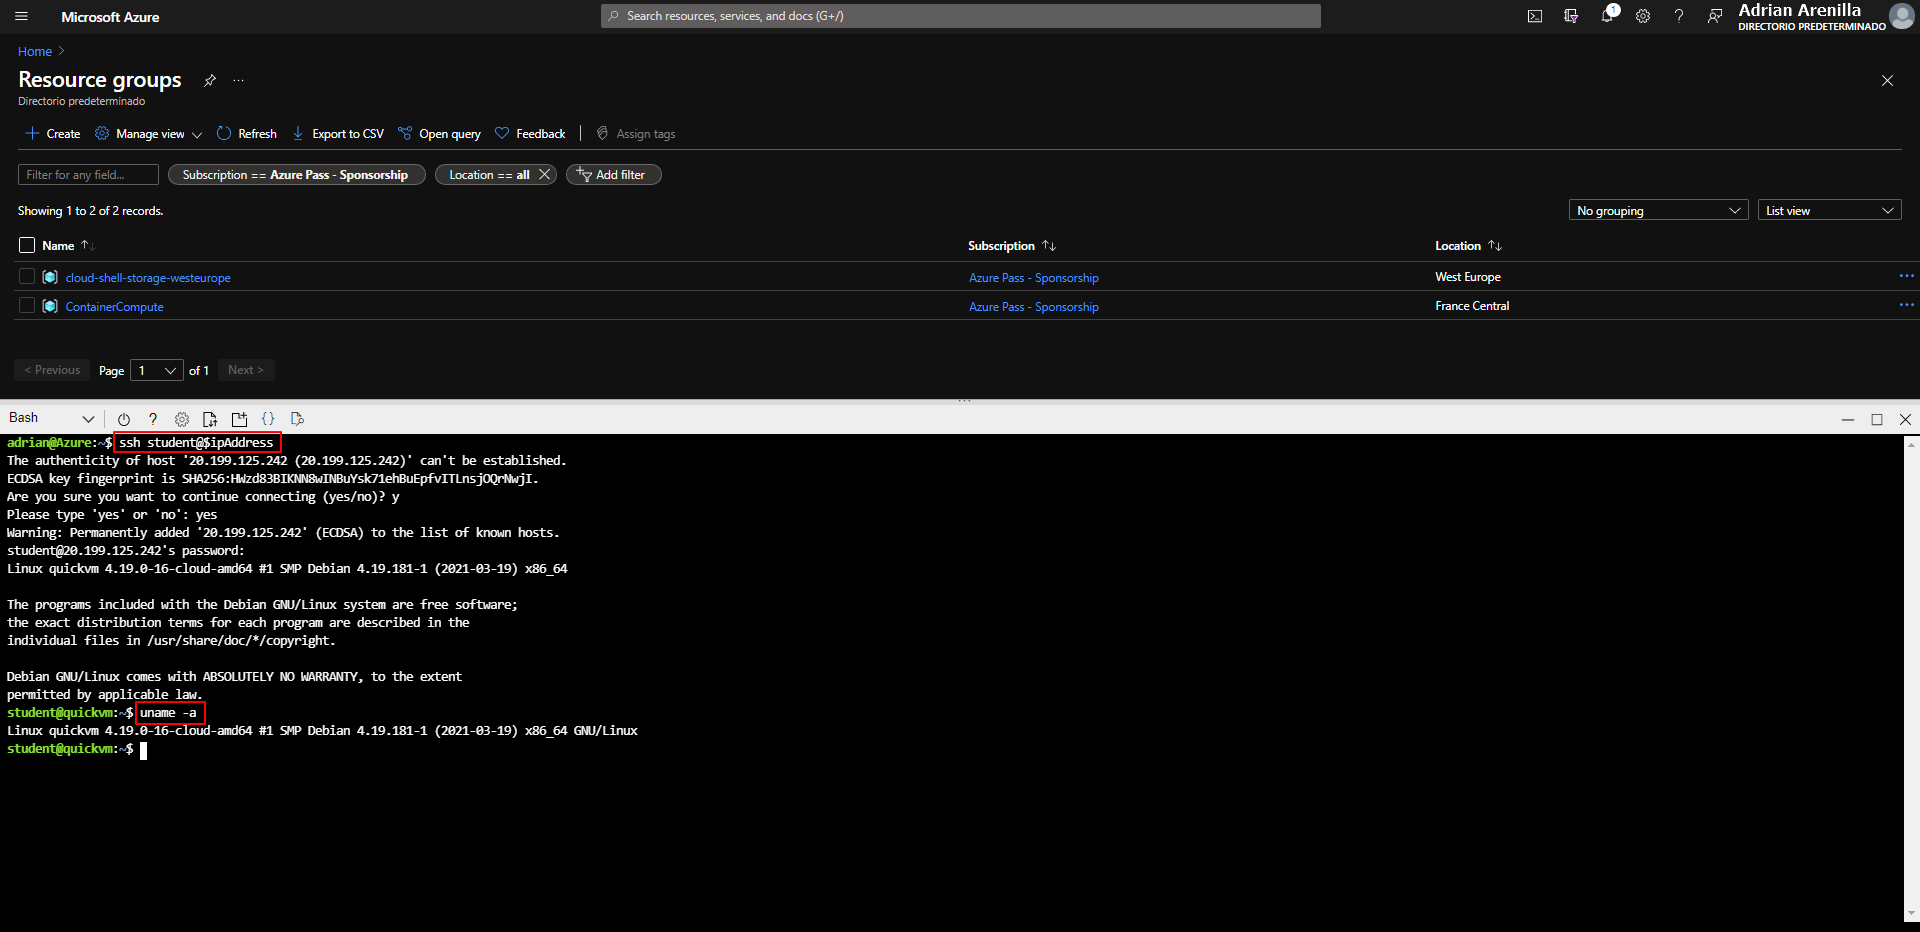 Microsoft Azure
Search resources, services, and docs (G+/)
1
Adrian Arenilla
DIRECTORIO PREDETERMINADO
Home
Resource groups
Directorio predeterminado
Create
Manage view
Refresh
Export to CSV
Open query
Feedback
Assign tags
Filter for any field...
Subscription == Azure Pass - Sponsorship
Location == all
Add filter
Showing 1 to 2 of 2 records.
No grouping
List view
Name
Subscription
Location
cloud-shell-storage-westeurope
Azure Pass - Sponsorship
West Europe
ContainerCompute
Azure Pass - Sponsorship
France Central
< Previous
Page
1
of 1
Next >
Bash
adrian@Azure:~$ ssh student@$ipAddress
The authenticity of host '20.199.125.242 (20.199.125.242)' can't be established.
ECDSA key fingerprint is SHA256:HWzd83BIKNN8wINBuYsk71ehBuEpfvITLnsjOQrNwjI.
Are you sure you want to continue connecting (yes/no)? y
Please type 'yes' or 'no': yes
Warning: Permanently added '20.199.125.242' (ECDSA) to the list of known hosts.
student@20.199.125.242's password:
Linux quickvm 4.19.0-16-cloud-amd64 #1 SMP Debian 4.19.181-1 (2021-03-19) x86_64
The programs included with the Debian GNU/Linux system are free software;
the exact distribution terms for each program are described in the
individual files in /usr/share/doc/*/copyright.
Debian GNU/Linux comes with ABSOLUTELY NO WARRANTY, to the extent
permitted by applicable law.
student@quickvm:~$ uname -a
Linux quickvm 4.19.0-16-cloud-amd64 #1 SMP Debian 4.19.181-1 (2021-03-19) x86_64 GNU/Linux
student@quickvm:~$